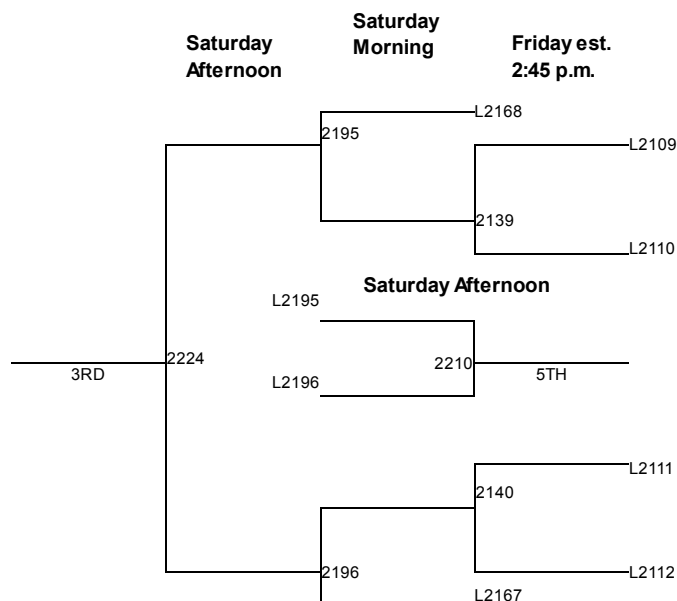 Saturday
Morning
Saturday
Afternoon
Friday est.
2:45 p.m.
L2168
2195
L2109
2139
L2110
Saturday Afternoon
L2195
2224
2210
3RD
5TH
L2196
L2111
2140
2196
L2112
L2167